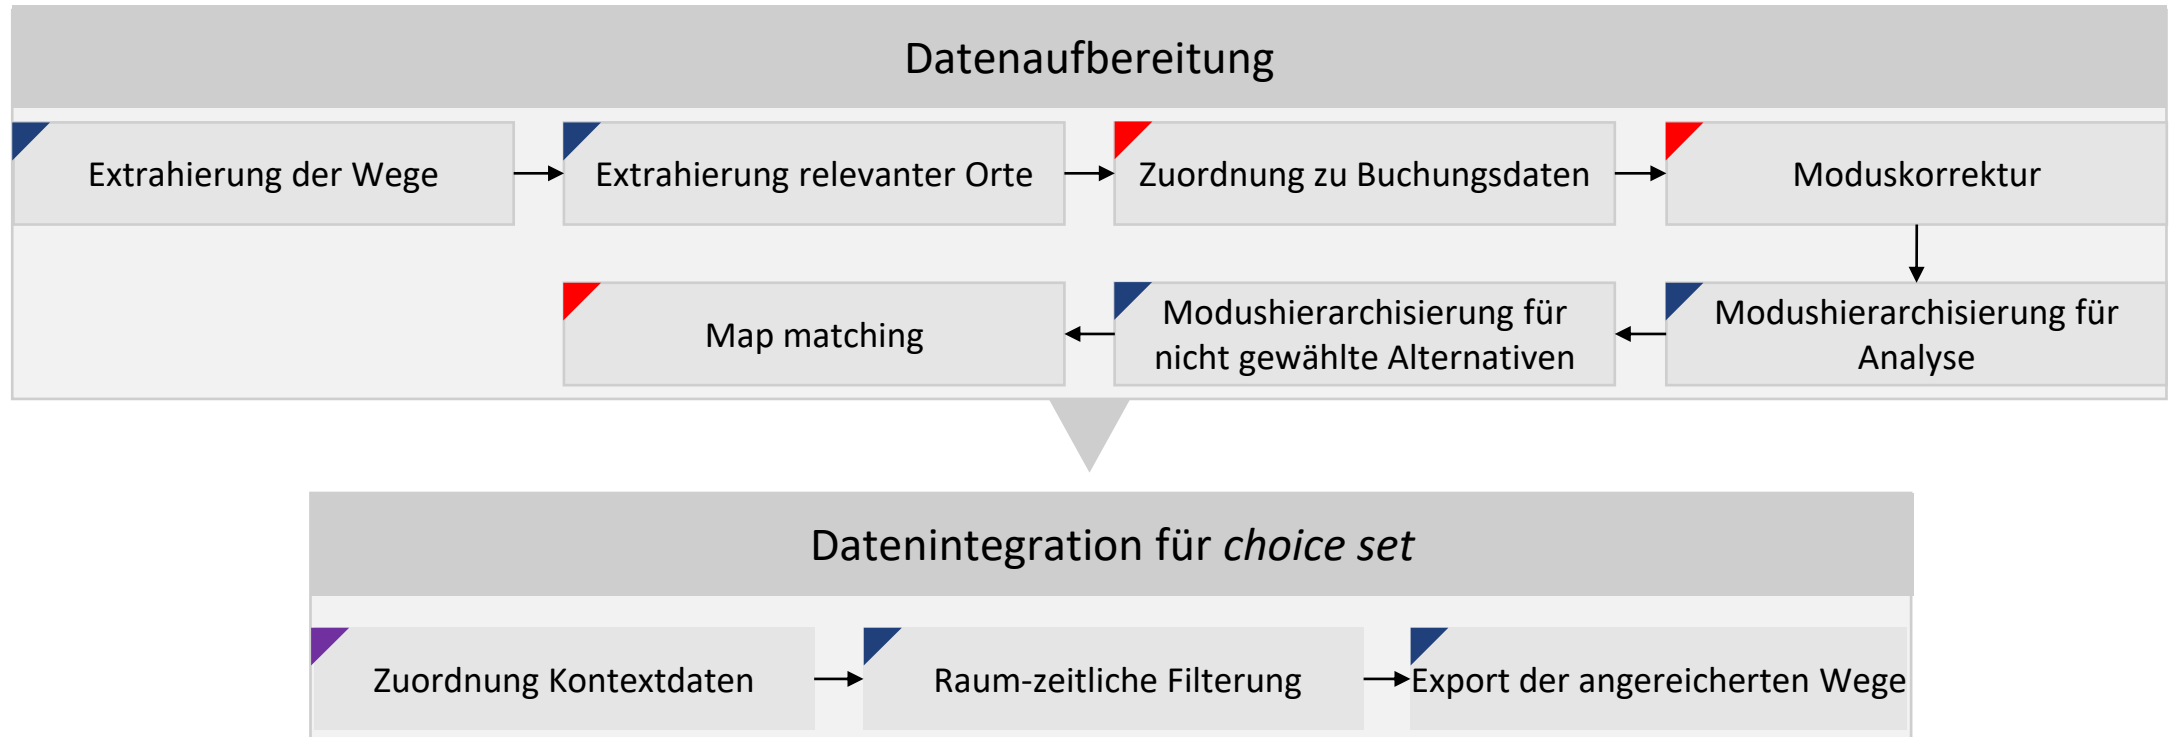 Datenaufbereitung
Extrahierung der Wege
Extrahierung relevanter Orte
Zuordnung zu Buchungsdaten
Moduskorrektur
Map matching
Modushierarchisierung für
nicht gewählte Alternativen
Modushierarchisierung für
Analyse
Datenintegration für choice set
Zuordnung Kontextdaten
Raum-zeitliche Filterung
Export der angereicherten Wege